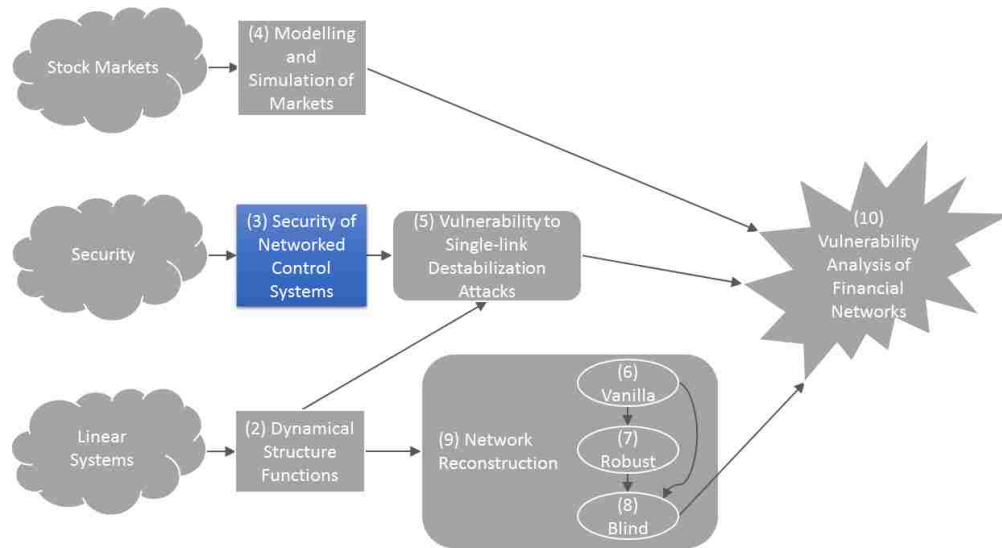 Stock Markets
(4) Modelling
and
Simulation of
Markets
Security
(3) Security of
Networked
Control
Systems
(5) Vulnerability to
Single-link
Destabilization
Attacks
(10)
Vulnerability
Analysis of
Financial
Networks
Linear
Systems
(2) Dynamical
Structure
Functions
(9) Network
Reconstruction
(6)
Vanilla
(7)
Robust
(8)
Blind